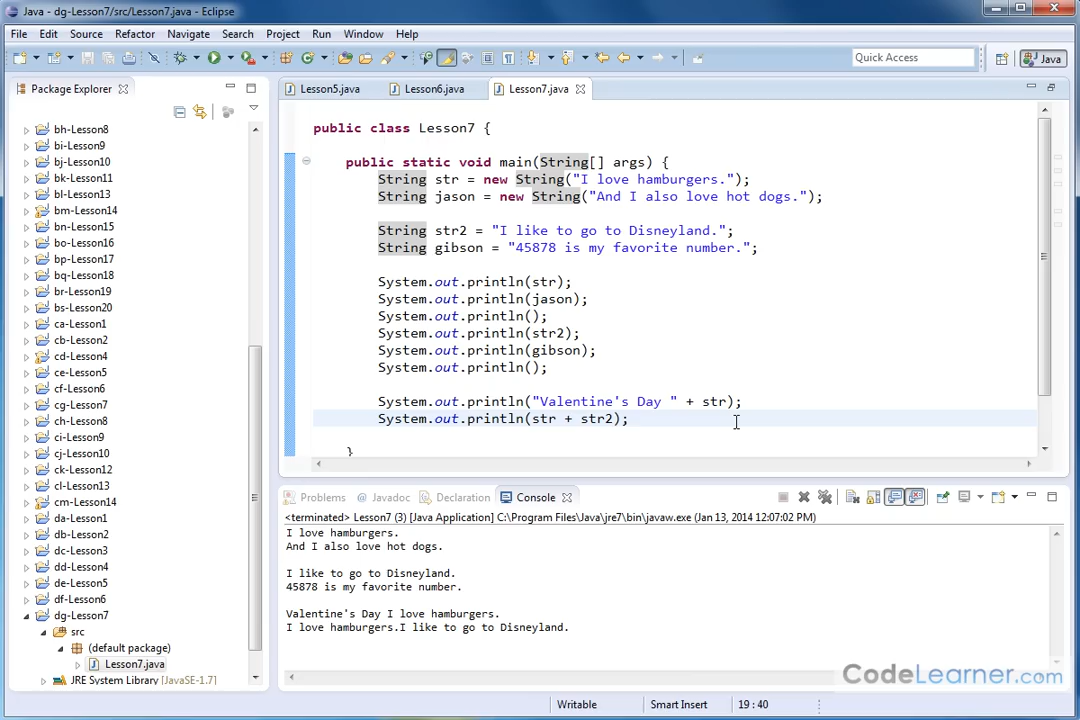 Java - dg-Lesson7/src/Lesson7.java - Eclipse
File Edit Source Refactor Navigate Search Project Run Window Help
Quick Access
Java
Package Explorer
bh-Lesson8
bi-Lesson9
bj-Lesson10
bk-Lesson11
bl-Lesson13
bm-Lesson14
bn-Lesson15
bo-Lesson16
bp-Lesson17
bq-Lesson18
br-Lesson19
bs-Lesson20
ca-Lesson1
cb-Lesson2
cd-Lesson4
ce-Lesson5
cf-Lesson6
cg-Lesson7
ch-Lesson8
ci-Lesson9
cj-Lesson10
ck-Lesson12
cl-Lesson13
cm-Lesson14
da-Lesson1
db-Lesson2
dc-Lesson3
dd-Lesson4
de-Lesson5
df-Lesson6
dg-Lesson7
src
(default package)
Lesson7.java
JRE System Library [JavaSE-1.7]
Lesson5.java Lesson6.java Lesson7.java
public class Lesson7 {
public static void main(String[] args) {
String str = new String("I love hamburgers.");
String jason = new String("And I also love hot dogs.");
String str2 = "I like to go to Disneyland.";
String gibson = "45878 is my favorite number.";
System.out.println(str);
System.out.println(jason);
System.out.println();
System.out.println(str2);
System.out.println(gibson);
System.out.println();
System.out.println("Valentine's Day " + str);
System.out.println(str + str2);
}
Problems Javadoc Declaration Console
<terminated> Lesson7 (3) [Java Application] C:\Program Files\Java\jre7\bin\javaw.exe (Jan 13, 2014 12:07:02 PM)
I love hamburgers.
And I also love hot dogs.
I like to go to Disneyland.
45878 is my favorite number.
Valentine's Day I love hamburgers.
I love hamburgers.I like to go to Disneyland.
CodeLearner.com
Writable Smart Insert 19 : 40